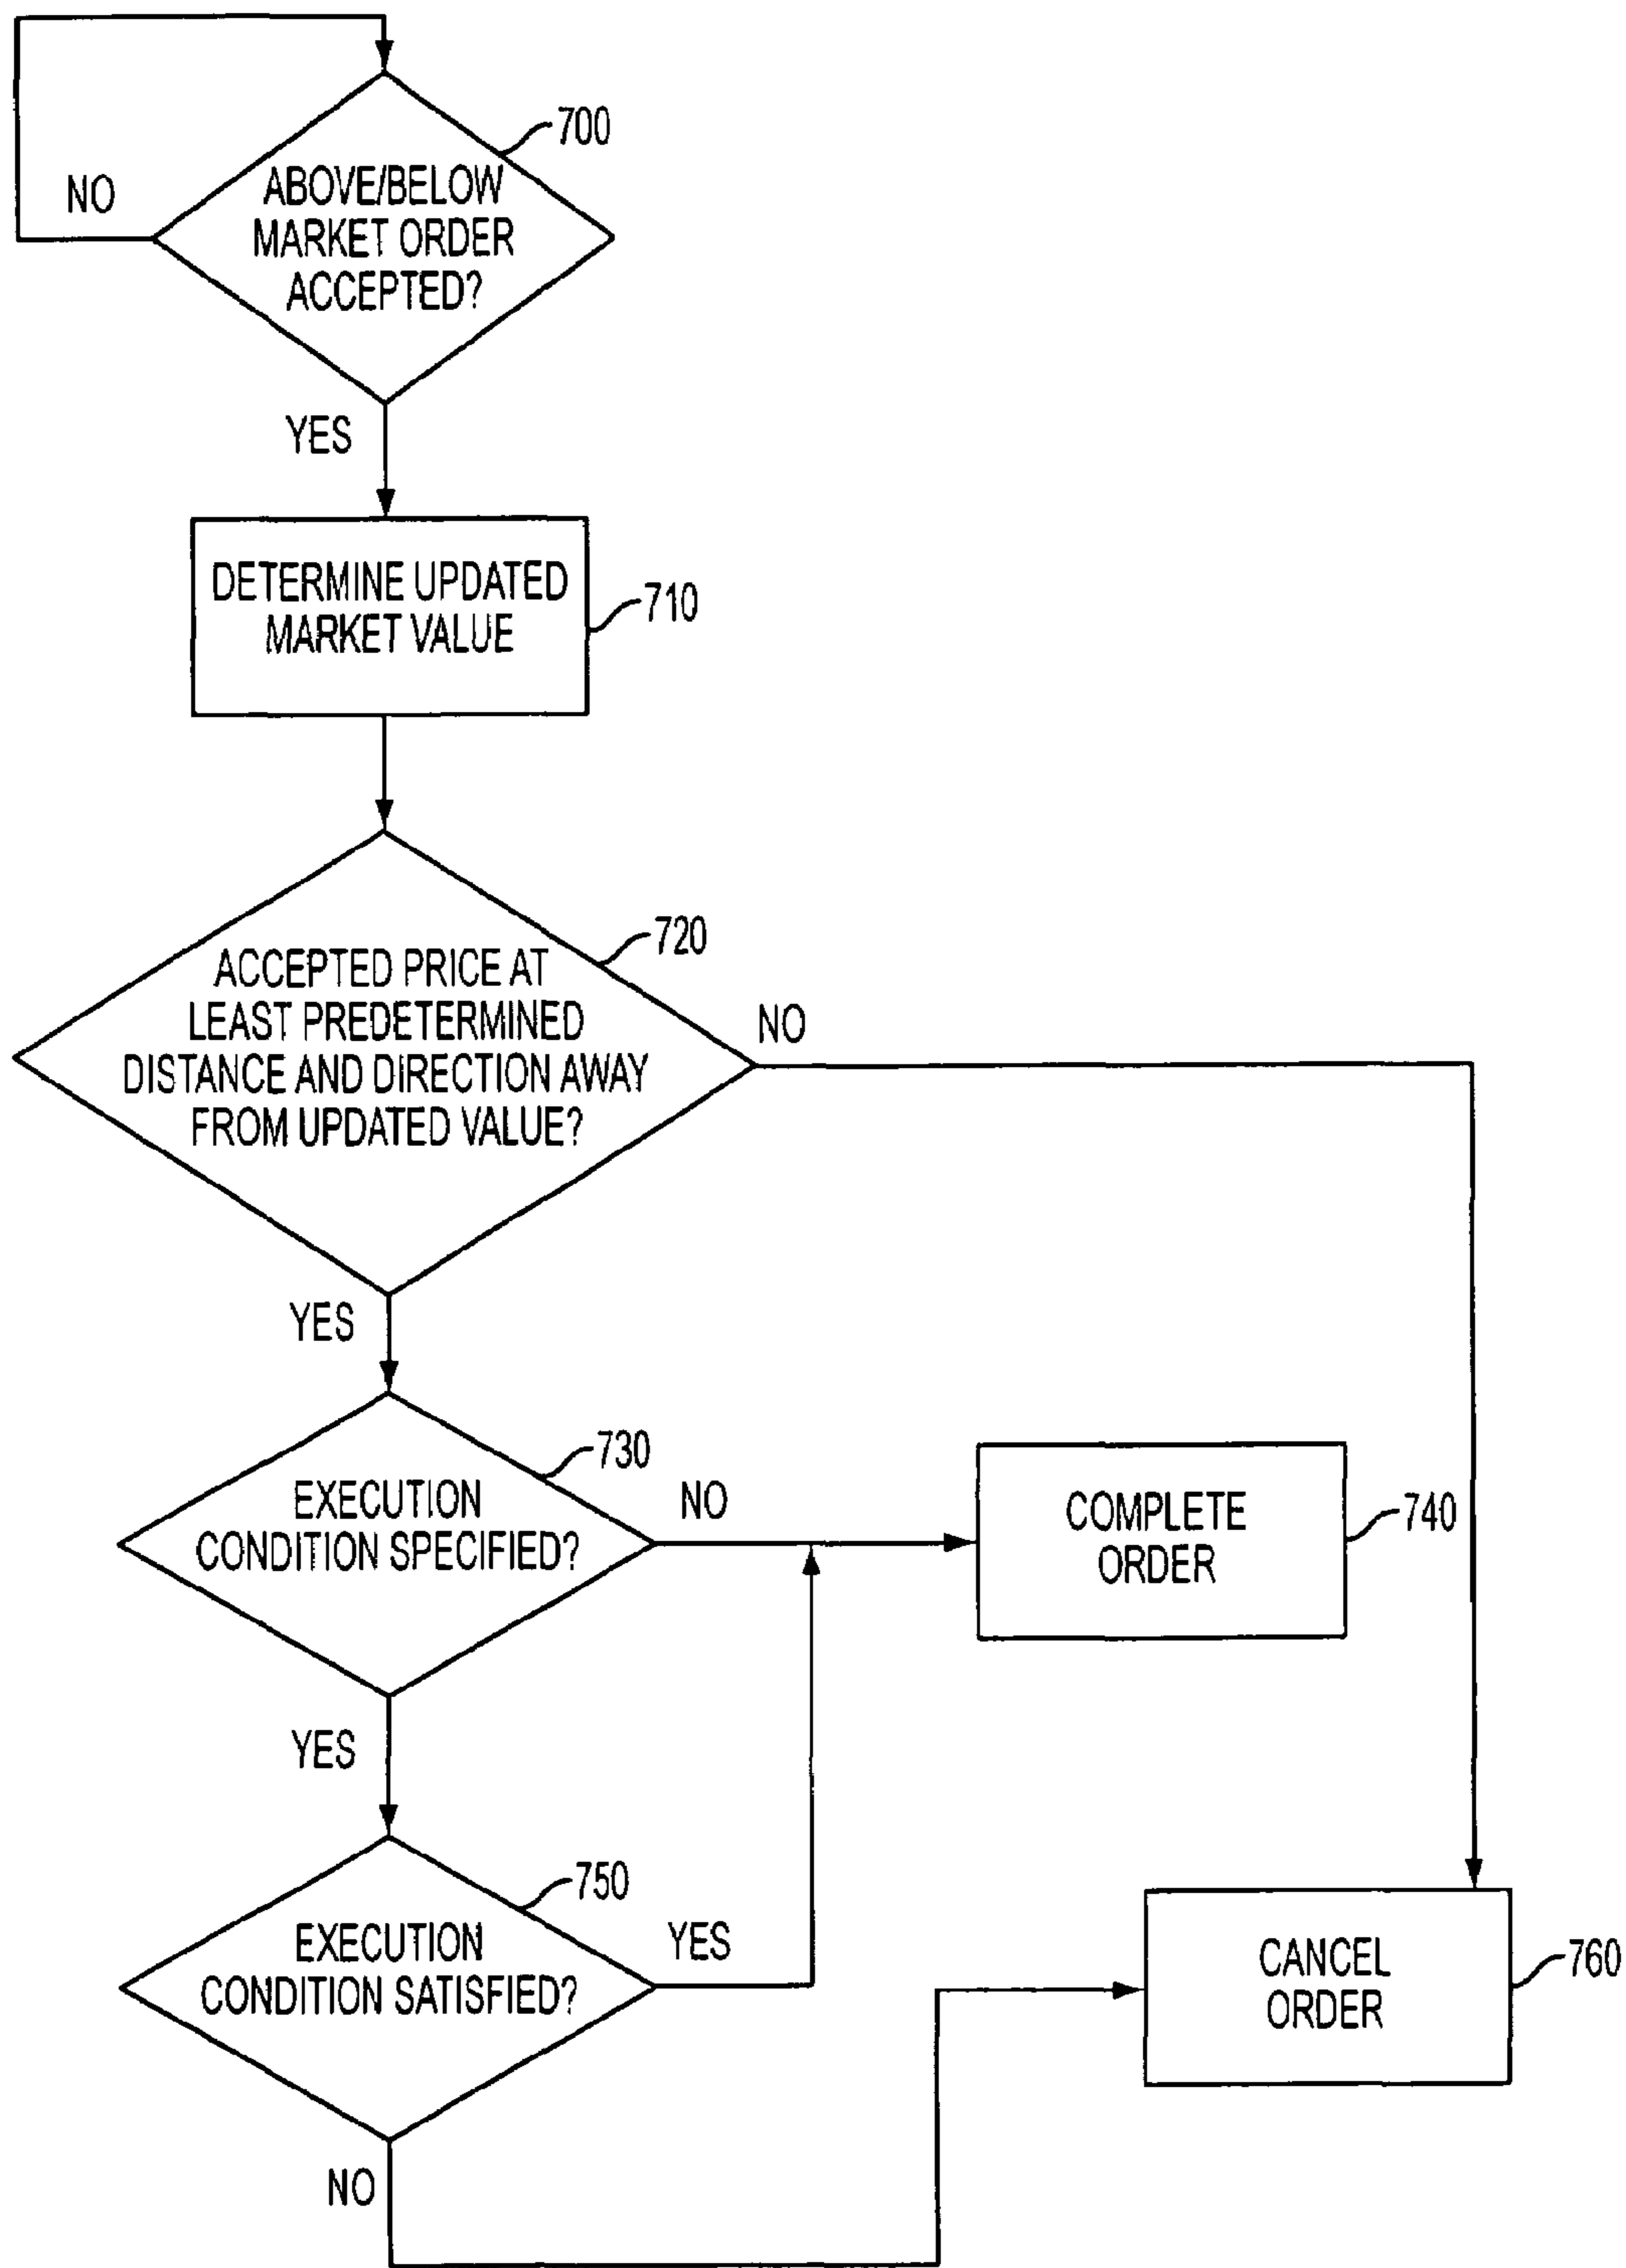 700
ABOVE/BELOW
MARKET ORDER
ACCEPTED?
NO
YES
DETERMINE UPDATED
MARKET VALUE
710
720
ACCEPTED PRICE AT
LEAST PREDETERMINED
DISTANCE AND DIRECTION AWAY
FROM UPDATED VALUE?
NO
YES
730
EXECUTION
CONDITION SPECIFIED?
NO
COMPLETE
ORDER
740
YES
750
EXECUTION
CONDITION SATISFIED?
YES
CANCEL
ORDER
760
NO